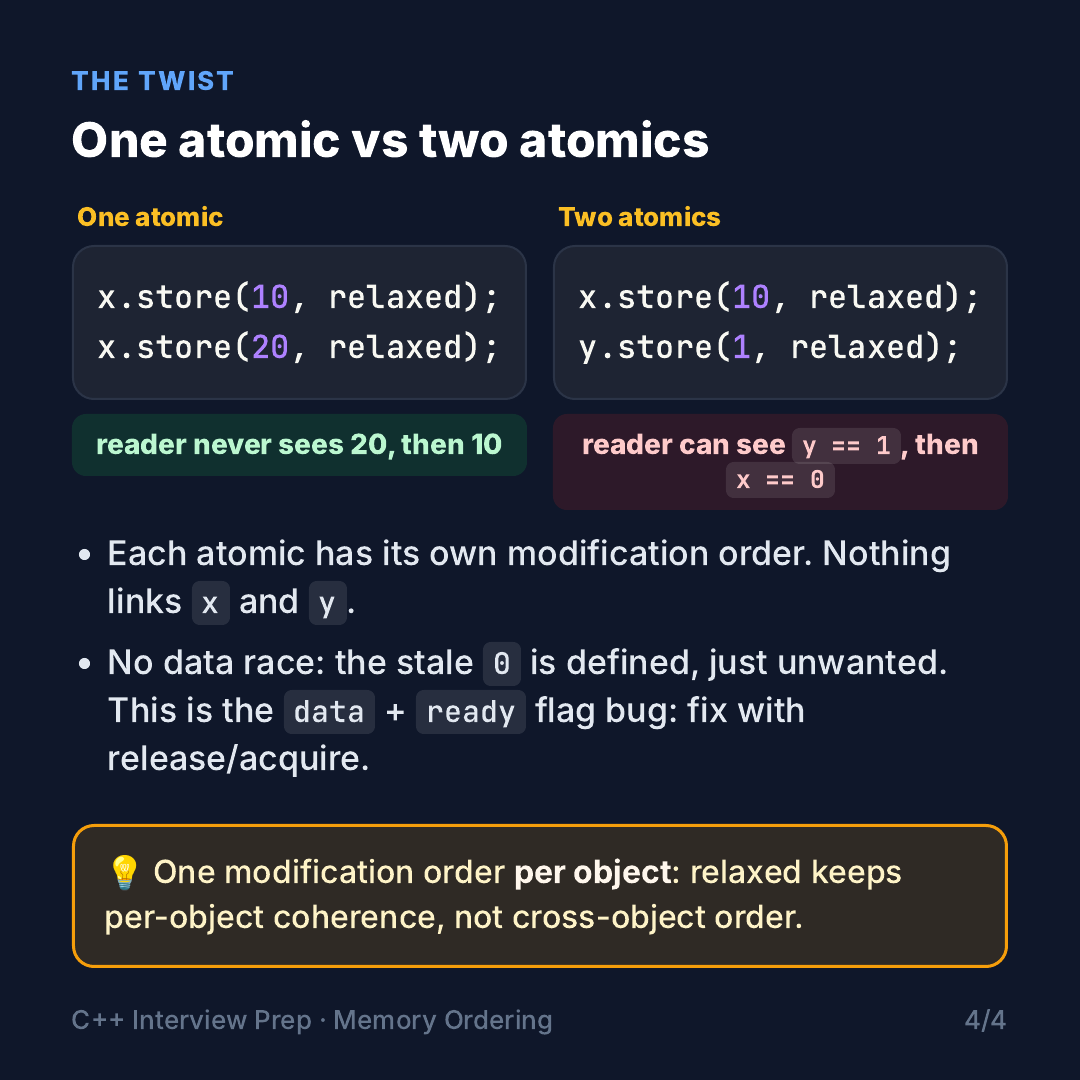 THE TWIST
One atomic vs two atomics
One atomic
x.store(10, relaxed);
x.store(20, relaxed);
reader never sees 20, then 10
Two atomics
x.store(10, relaxed);
y.store(1, relaxed);
reader can see y == 1, then
x == 0
• Each atomic has its own modification order. Nothing
links x and y.
• No data race: the stale 0 is defined, just unwanted.
This is the data + ready flag bug: fix with
release/acquire.
💡 One modification order per object: relaxed keeps
per-object coherence, not cross-object order.
C++ Interview Prep · Memory Ordering
4/4